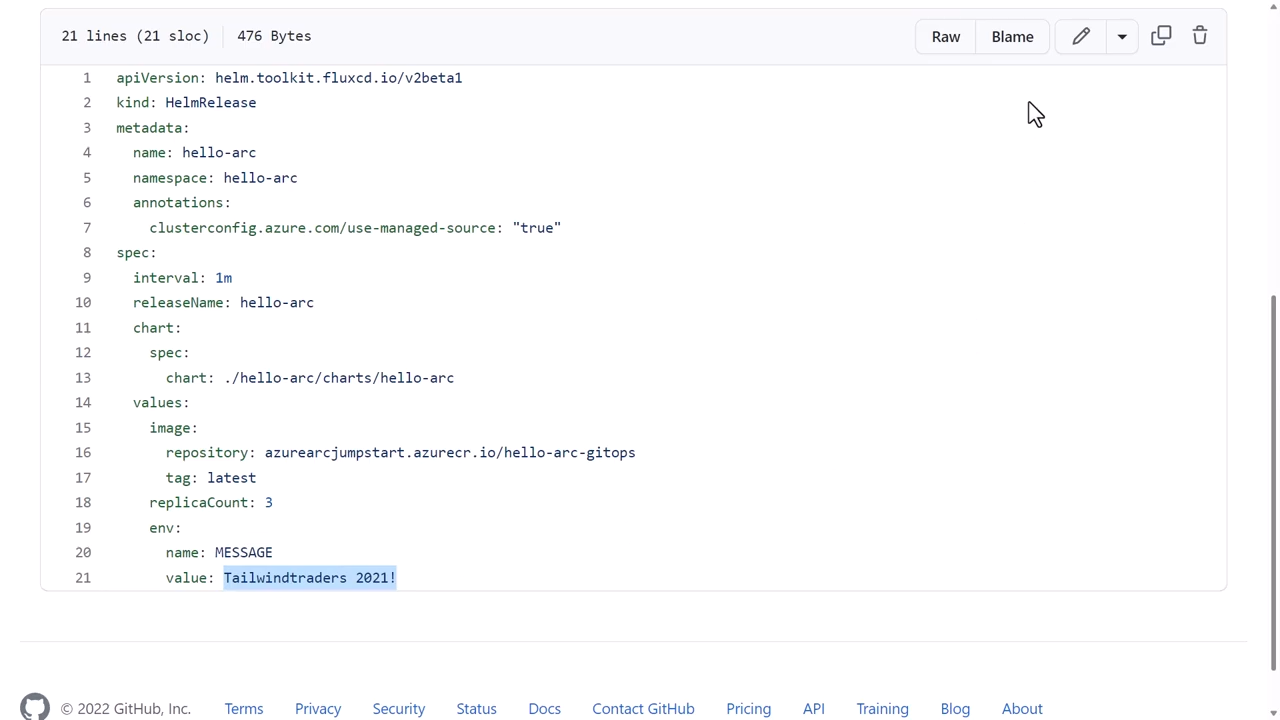 21 lines (21 sloc) 476 Bytes Raw Blame
1 apiVersion: helm.toolkit.fluxcd.io/v2beta1
2 kind: HelmRelease
3 metadata:
4 name: hello-arc
5 namespace: hello-arc
6 annotations:
7 clusterconfig.azure.com/use-managed-source: "true"
8 spec:
9 interval: 1m
10 releaseName: hello-arc
11 chart:
12 spec:
13 chart: ./hello-arc/charts/hello-arc
14 values:
15 image:
16 repository: azurearcjumpstart.azurecr.io/hello-arc-gitops
17 tag: latest
18 replicaCount: 3
19 env:
20 name: MESSAGE
21 value: Tailwindtraders 2021!
© 2022 GitHub, Inc. Terms Privacy Security Status Docs Contact GitHub Pricing API Training Blog About